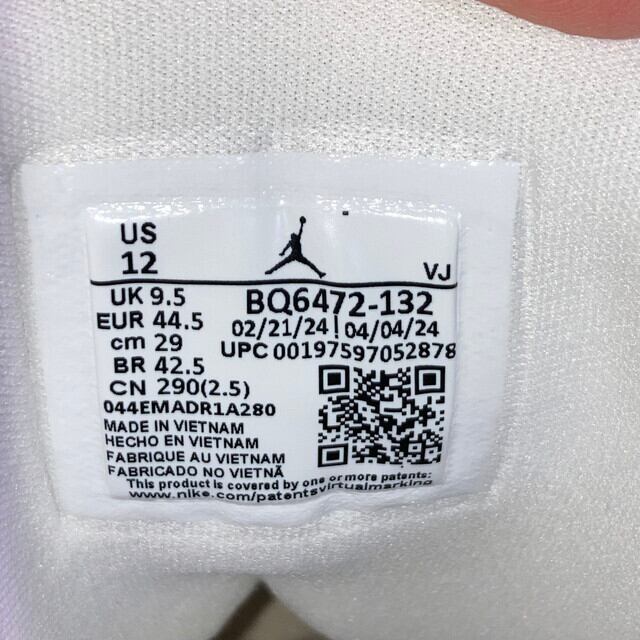 US
12
VJ
UK 9.5
EUR 44.5
cm 29
BR 42.5
CN 290(2.5)
BQ6472-132
02/21/24 | 04/04/24
UPC 00197597052878
044EMADR1A280
MADE IN VIETNAM
HECHO EN VIETNAM
FABRIQUE AU VIETNAM
FABRICADO NO VIETNÃ
This product is covered by one or more patents:
www.nike.com/patentsvirtualmarking